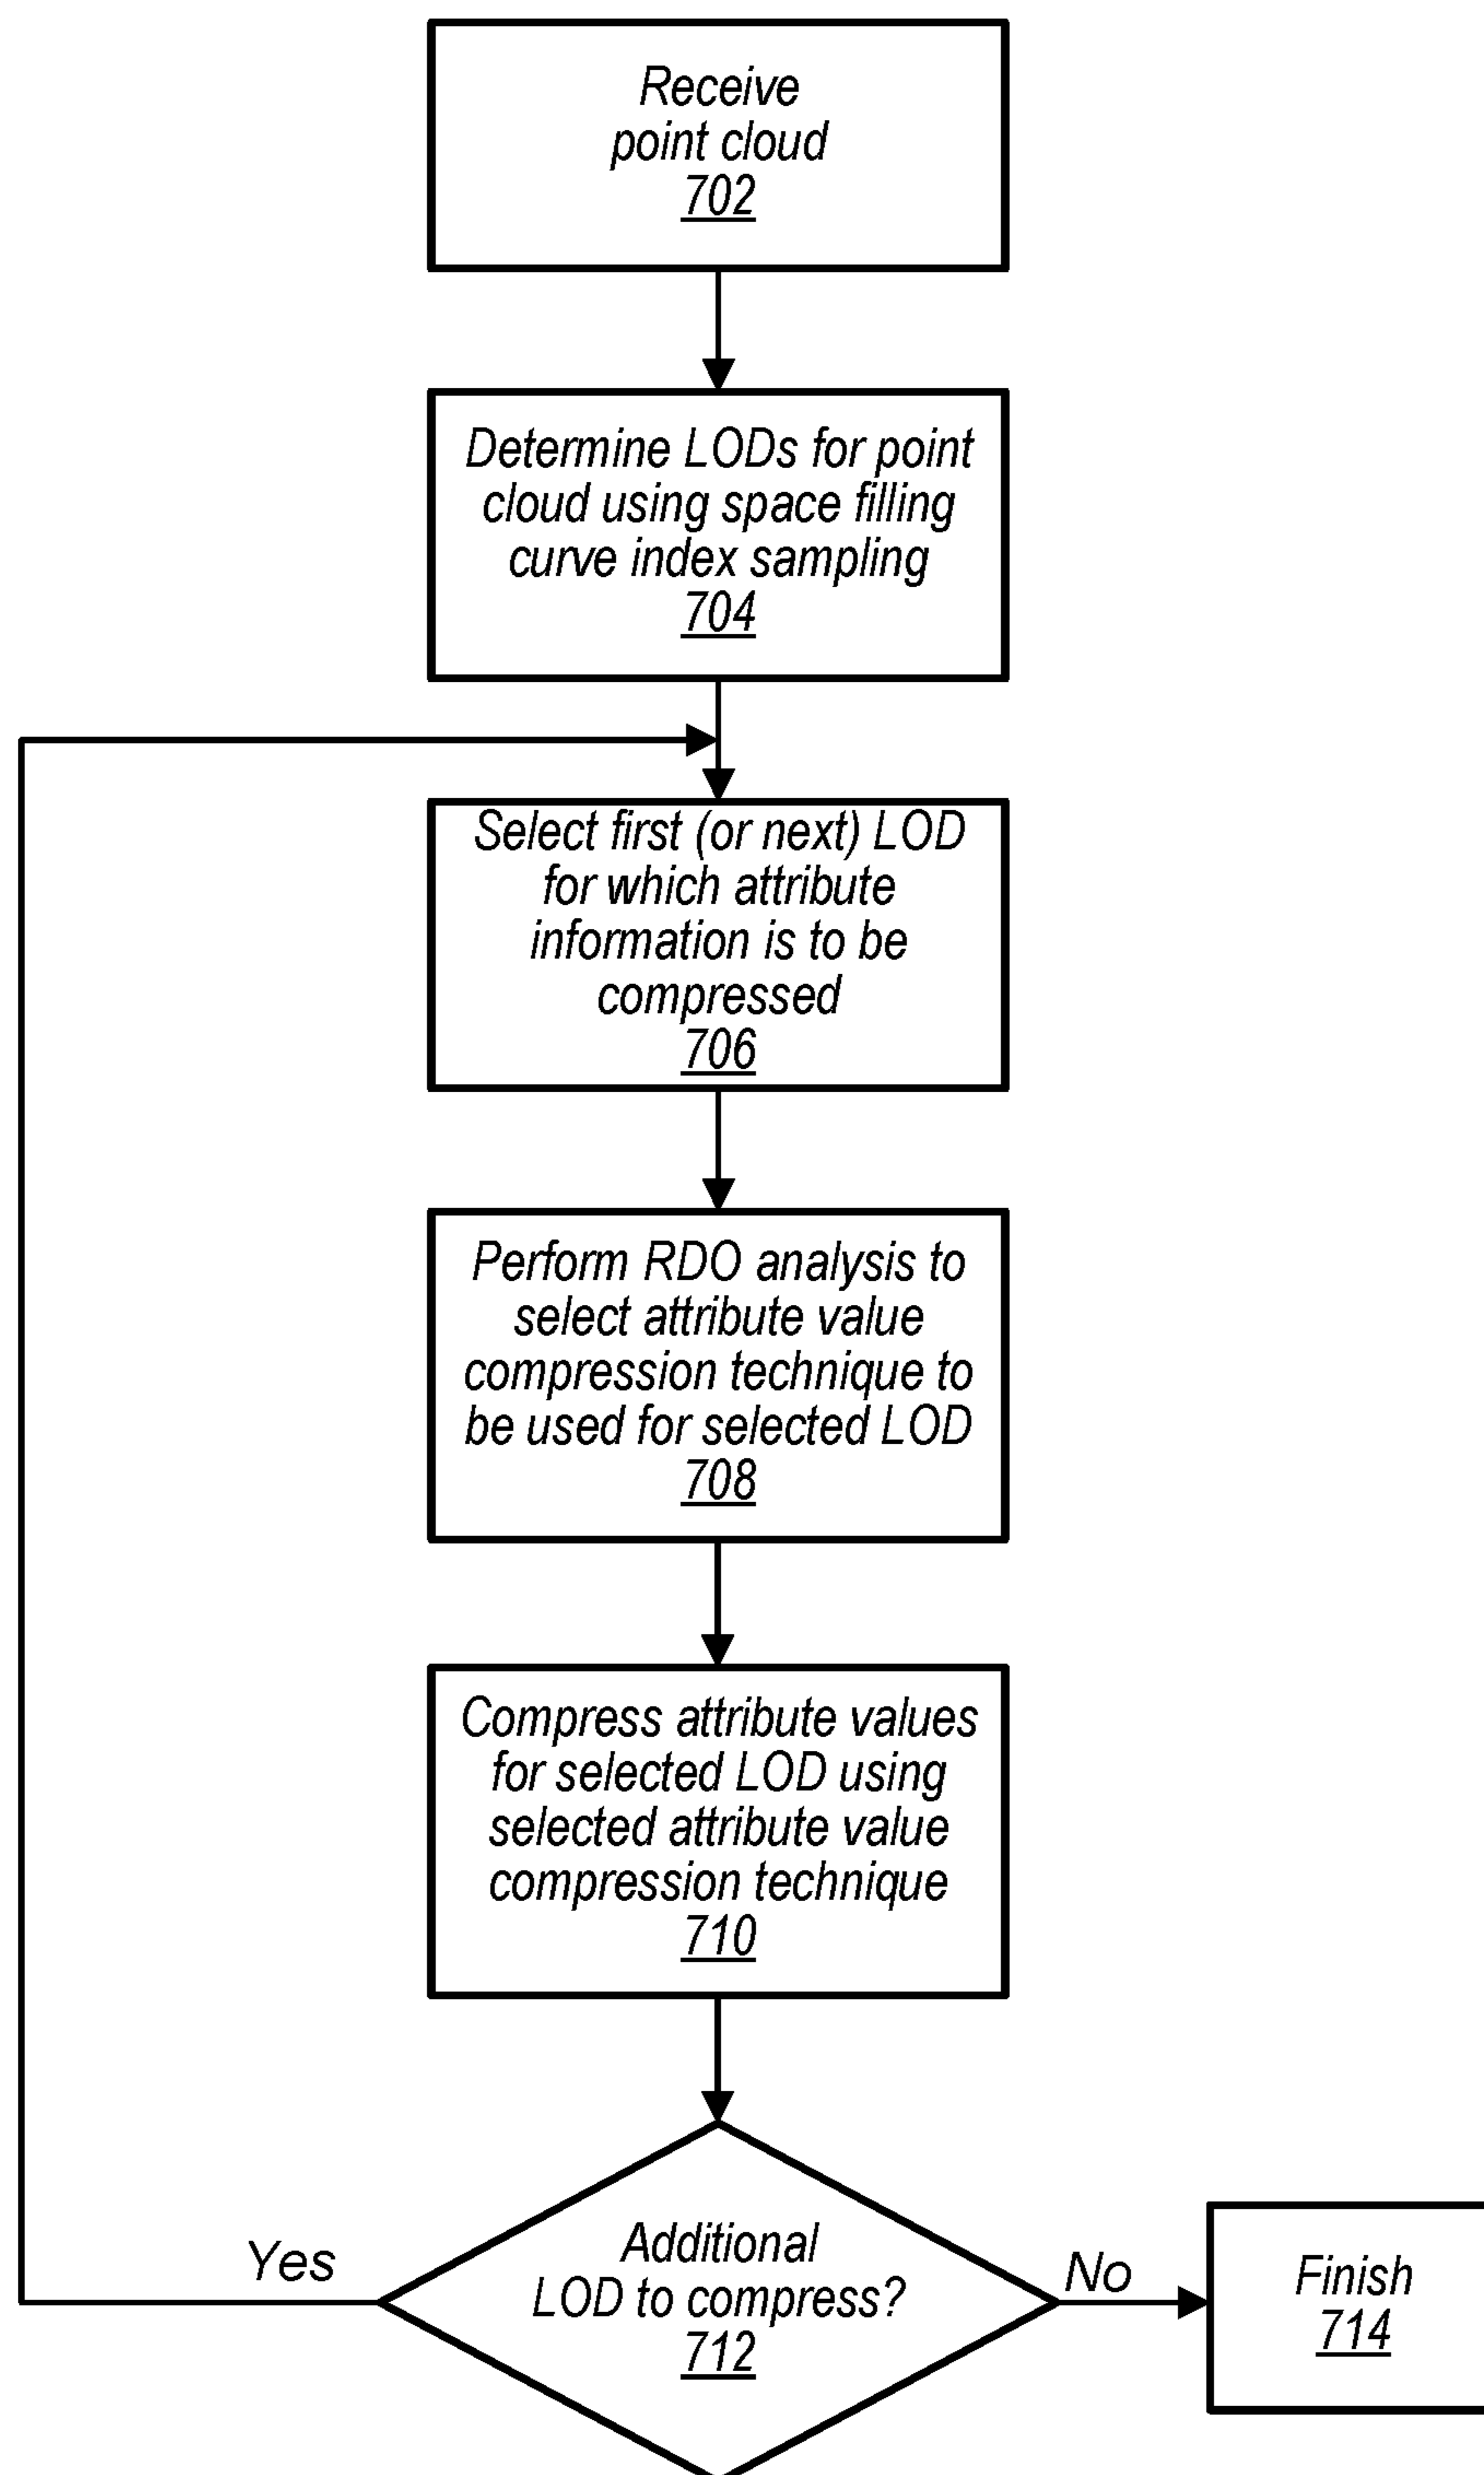 Receive
point cloud
702
Determine LODs for point
cloud using space filling
curve index sampling
704
Select first (or next) LOD
for which attribute
information is to be
compressed
706
Perform RDO analysis to
select attribute value
compression technique to
be used for selected LOD
708
Compress attribute values
for selected LOD using
selected attribute value
compression technique
710
Yes
Additional
LOD to compress?
712
No
Finish
714